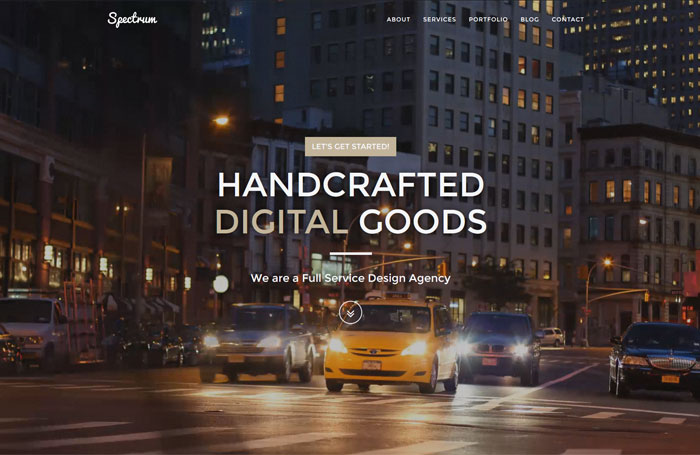 Spectrum
ABOUT SERVICES PORTFOLIO BLOG CONTACT
LET'S GET STARTED!
HANDCRAFTED
DIGITAL GOODS
We are a Full Service Design Agency